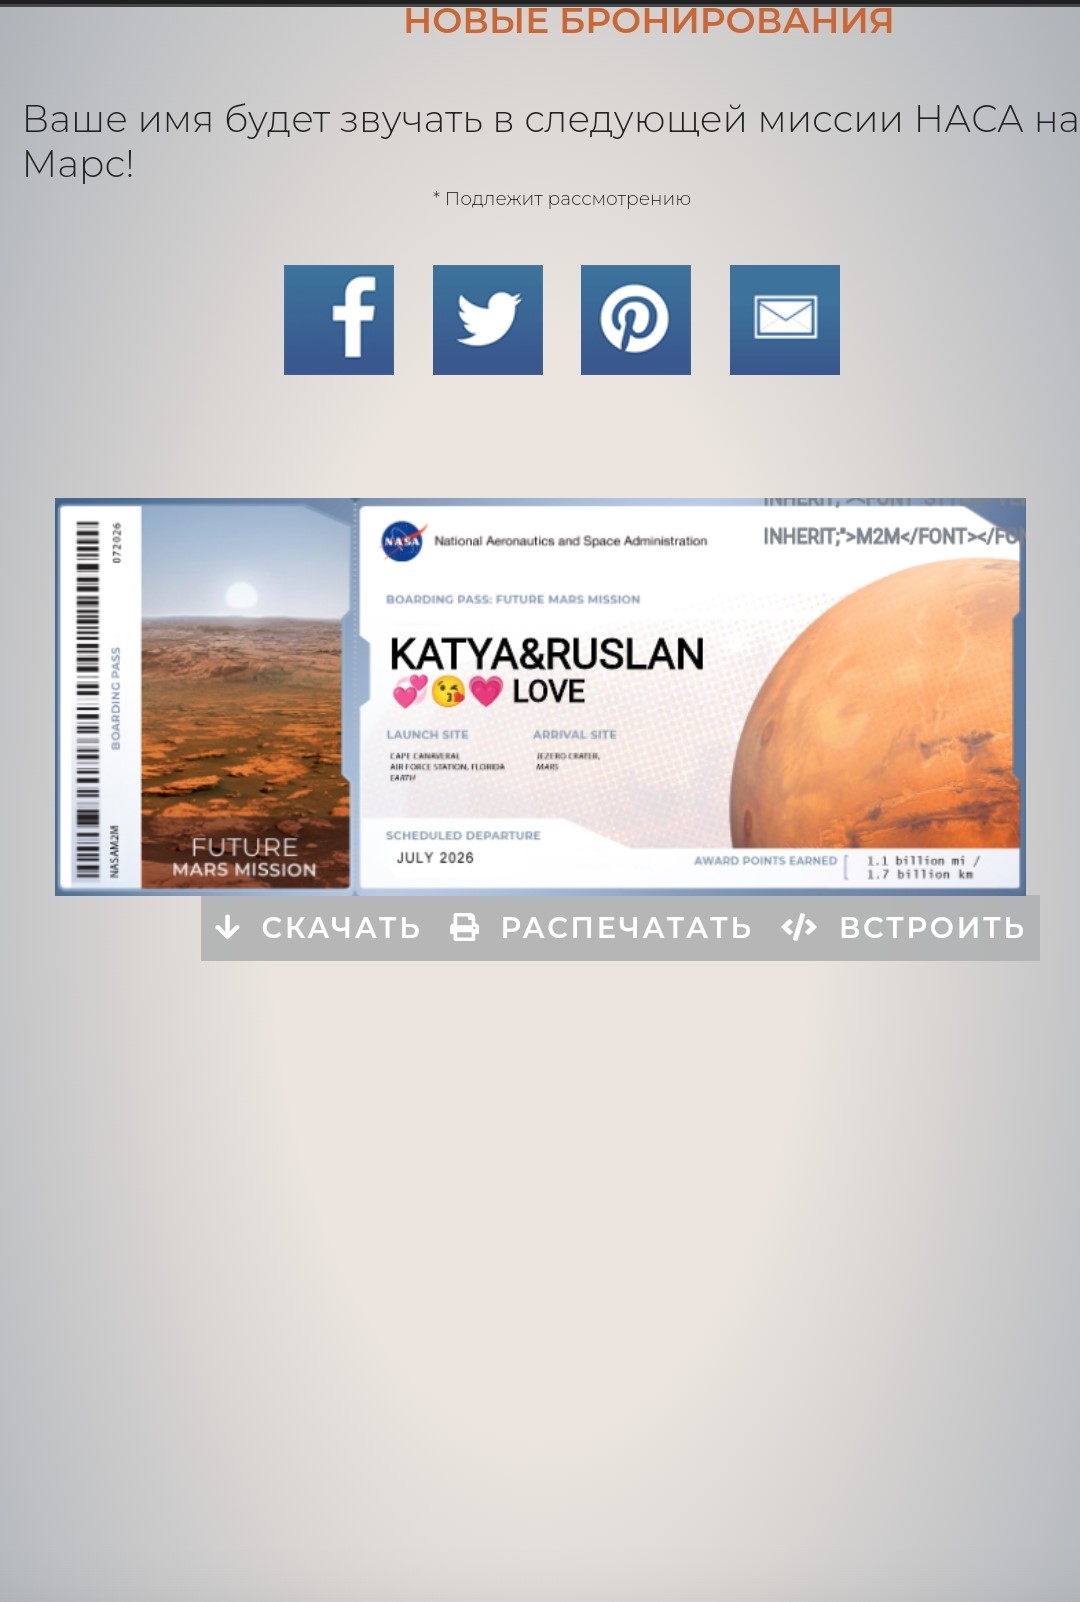 НОВЫЕ БРОНИРОВАНИЯ
Ваше имя будет звучать в следующей миссии НАСА на
Марс!
* Подлежит рассмотрению
072026
BOARDING PASS
NASAM2M
FUTURE
MARS MISSION
NASA
National Aeronautics and Space Administration
INHERIT;">M2M</FONT></FO
BOARDING PASS: FUTURE MARS MISSION
KATYA&RUSLAN
💞😘💗 LOVE
LAUNCH SITE
CAPE CANAVERAL
AIR FORCE STATION, FLORIDA
EARTH
ARRIVAL SITE
JEZERO CRATER,
MARS
SCHEDULED DEPARTURE
JULY 2026
AWARD POINTS EARNED
1.1 billion mi /
1.7 billion km
СКАЧАТЬ РАСПЕЧАТАТЬ </> ВСТРОИТЬ